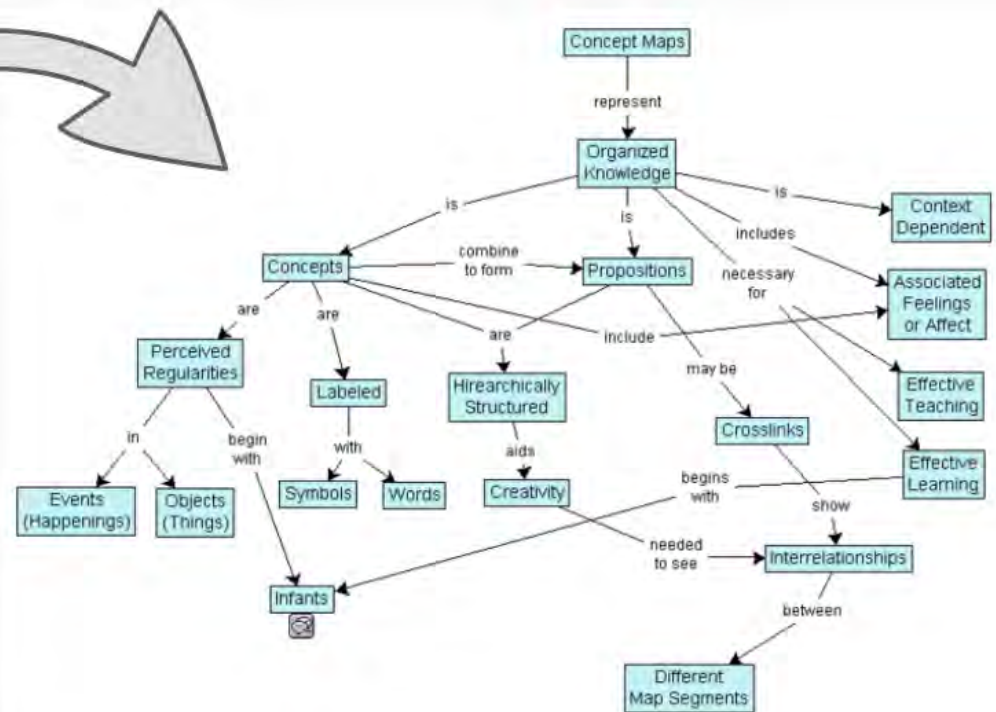 Concept Maps
represent
Organized
Knowledge
is
is
is
Context
Dependent
includes
combine
to form
Concepts
Propositions
necessary
for
Associated
Feelings
or Affect
are
are
are
include
Perceived
Regularities
may be
Labeled
Hirearchically
Structured
Effective
Teaching
Crosslinks
in
begin
with
with
aids
begins
with
Effective
Learning
Events
(Happenings)
Objects
(Things)
Symbols
Words
Creativity
show
needed
to see
Interrelationships
Infants
between
Different
Map Segments